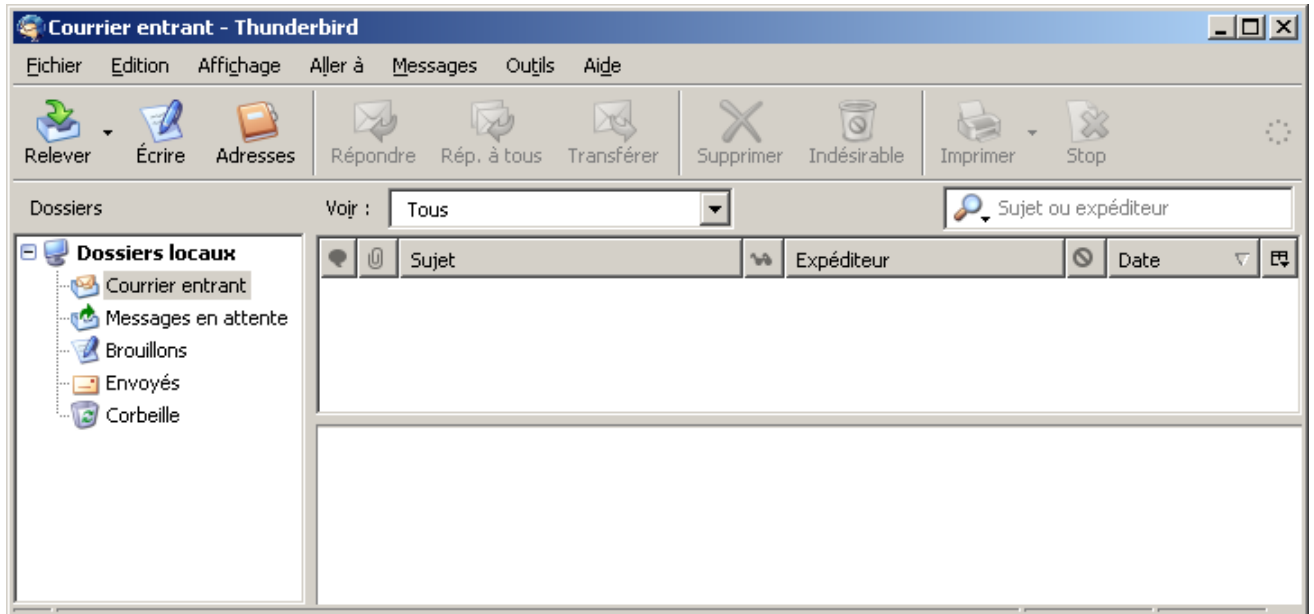 Courrier entrant - Thunderbird
Fichier Edition Affichage Aller à Messages Outils Aide
Relever Écrire Adresses Répondre Rép. à tous Transférer Supprimer Indésirable Imprimer Stop
Dossiers Voir : Tous Sujet ou expéditeur
Dossiers locaux Sujet Expéditeur Date
Courrier entrant
Messages en attente
Brouillons
Envoyés
Corbeille